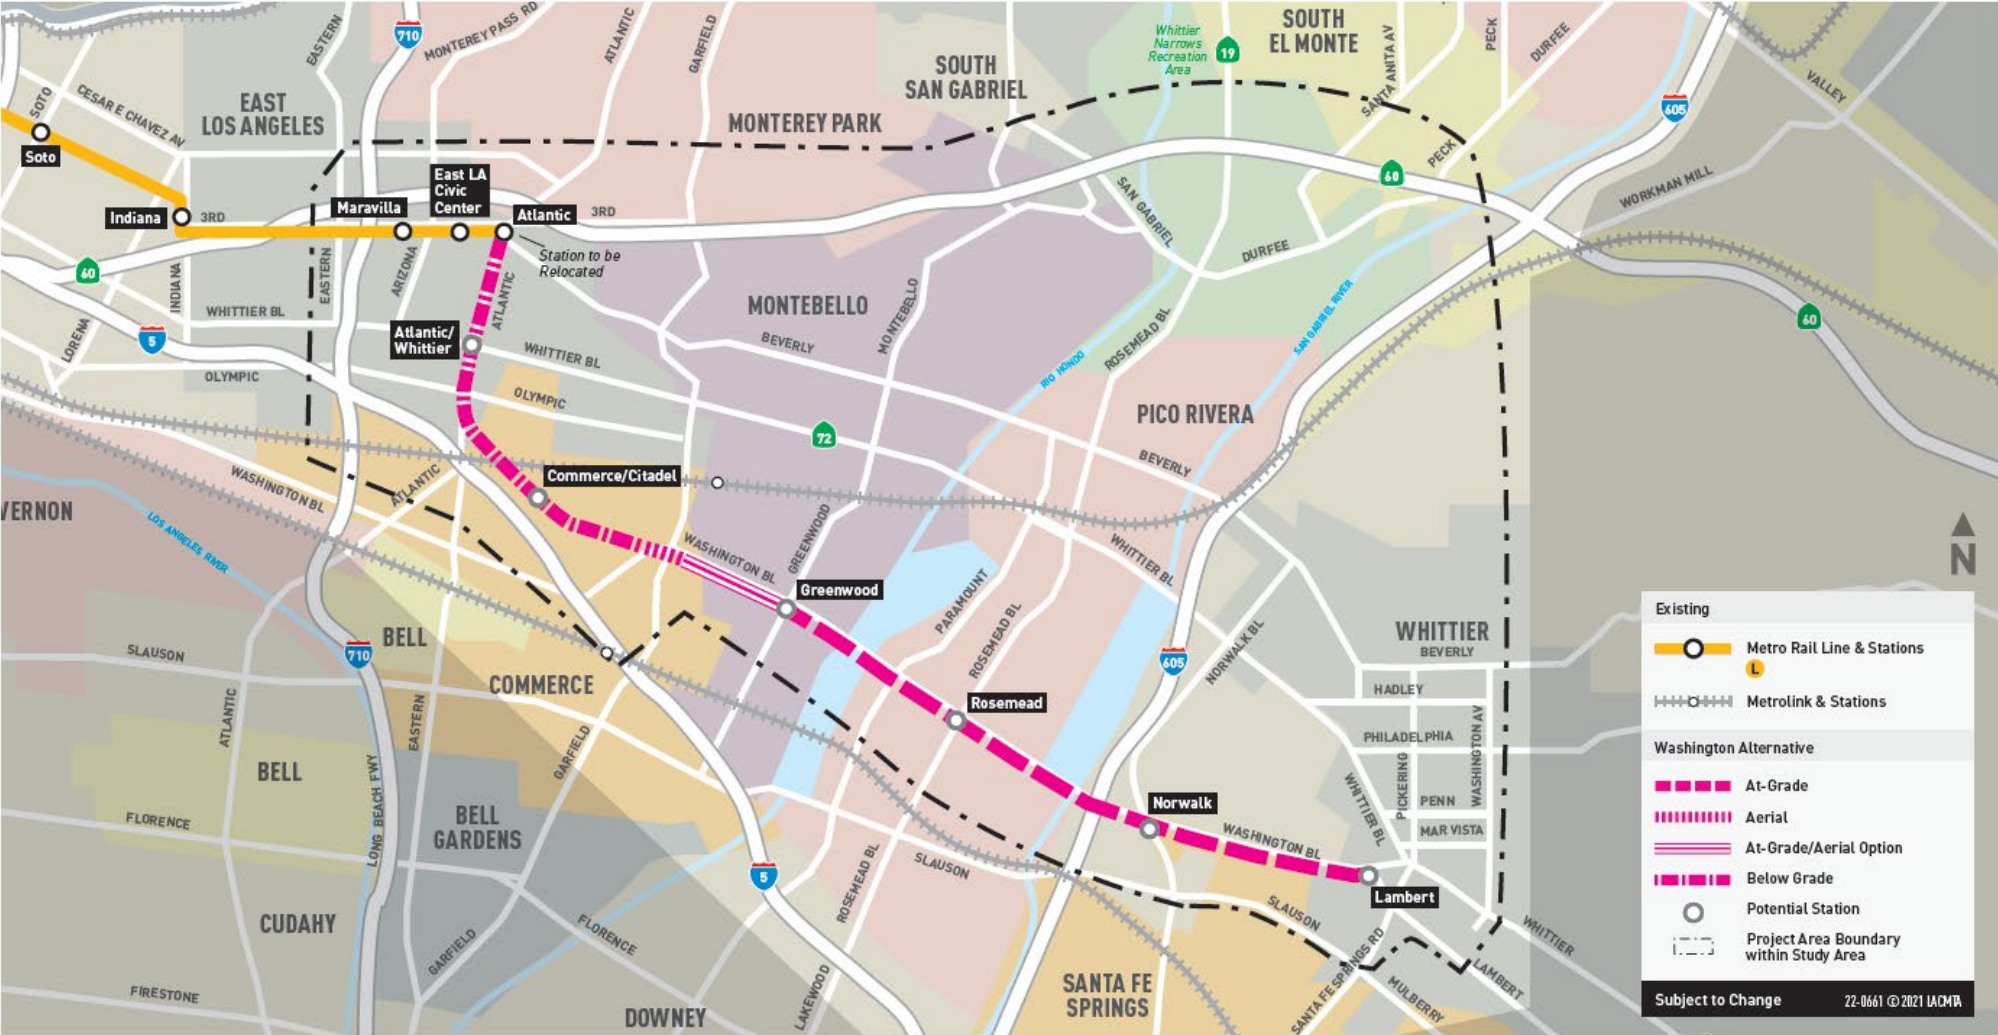 EASTERN
710
MONTEREY PASS RD
ATLANTIC
GARFIELD
Whittier
Narrows
Recreation
Area
19
SOUTH
EL MONTE
SANTA ANITA AV
PECK
DURFEE
605
VALLEY
SOTO
CESAR E CHAVEZ AV
EAST
LOS ANGELES
SOUTH
SAN GABRIEL
MONTEREY PARK
Soto
PECK
60
East LA
Civic
Center
Maravilla
Indiana
3RD
Atlantic
3RD
WORKMAN MILL
SAN GABRIEL
DURFEE
Station to be
Relocated
60
INDIANA
EASTERN
ARIZONA
ATLANTIC
MONTEBELLO
MONTEBELLO
ROSEMEAD BL
SAN GABRIEL RIVER
60
WHITTIER BL
5
LORENA
Atlantic/
Whittier
WHITTIER BL
BEVERLY
RIO HONDO
OLYMPIC
OLYMPIC
PICO RIVERA
72
BEVERLY
Commerce/Citadel
WASHINGTON BL
ATLANTIC
VERNON
LOS ANGELES RIVER
WASHINGTON BL
GREENWOOD
WHITTIER BL
N
Greenwood
PARAMOUNT
ROSEMEAD BL
NORWALK BL
WHITTIER
BEVERLY
BELL
710
SLAUSON
COMMERCE
605
HADLEY
Rosemead
ATLANTIC
EASTERN
GARFIELD
PHILADELPHIA
WASHINGTON AV
PICKERING
WHITTIER BL
BELL
LONG BEACH FWY
Norwalk
PENN
MAR VISTA
WASHINGTON BL
FLORENCE
BELL
GARDENS
5
SLAUSON
ROSEMEAD BL
Lambert
CUDAHY
GARFIELD
FLORENCE
SLAUSON
WHITTIER
SANTA FE SPRINGS RD
LAMBERT
MULBERRY
FIRESTONE
DOWNEY
LAKEWOOD
SANTA FE
SPRINGS
Existing
Metro Rail Line & Stations
L
Metrolink & Stations
Washington Alternative
At-Grade
Aerial
At-Grade/Aerial Option
Below Grade
Potential Station
Project Area Boundary
within Study Area
Subject to Change
22-0661 ©2021 LACMTA